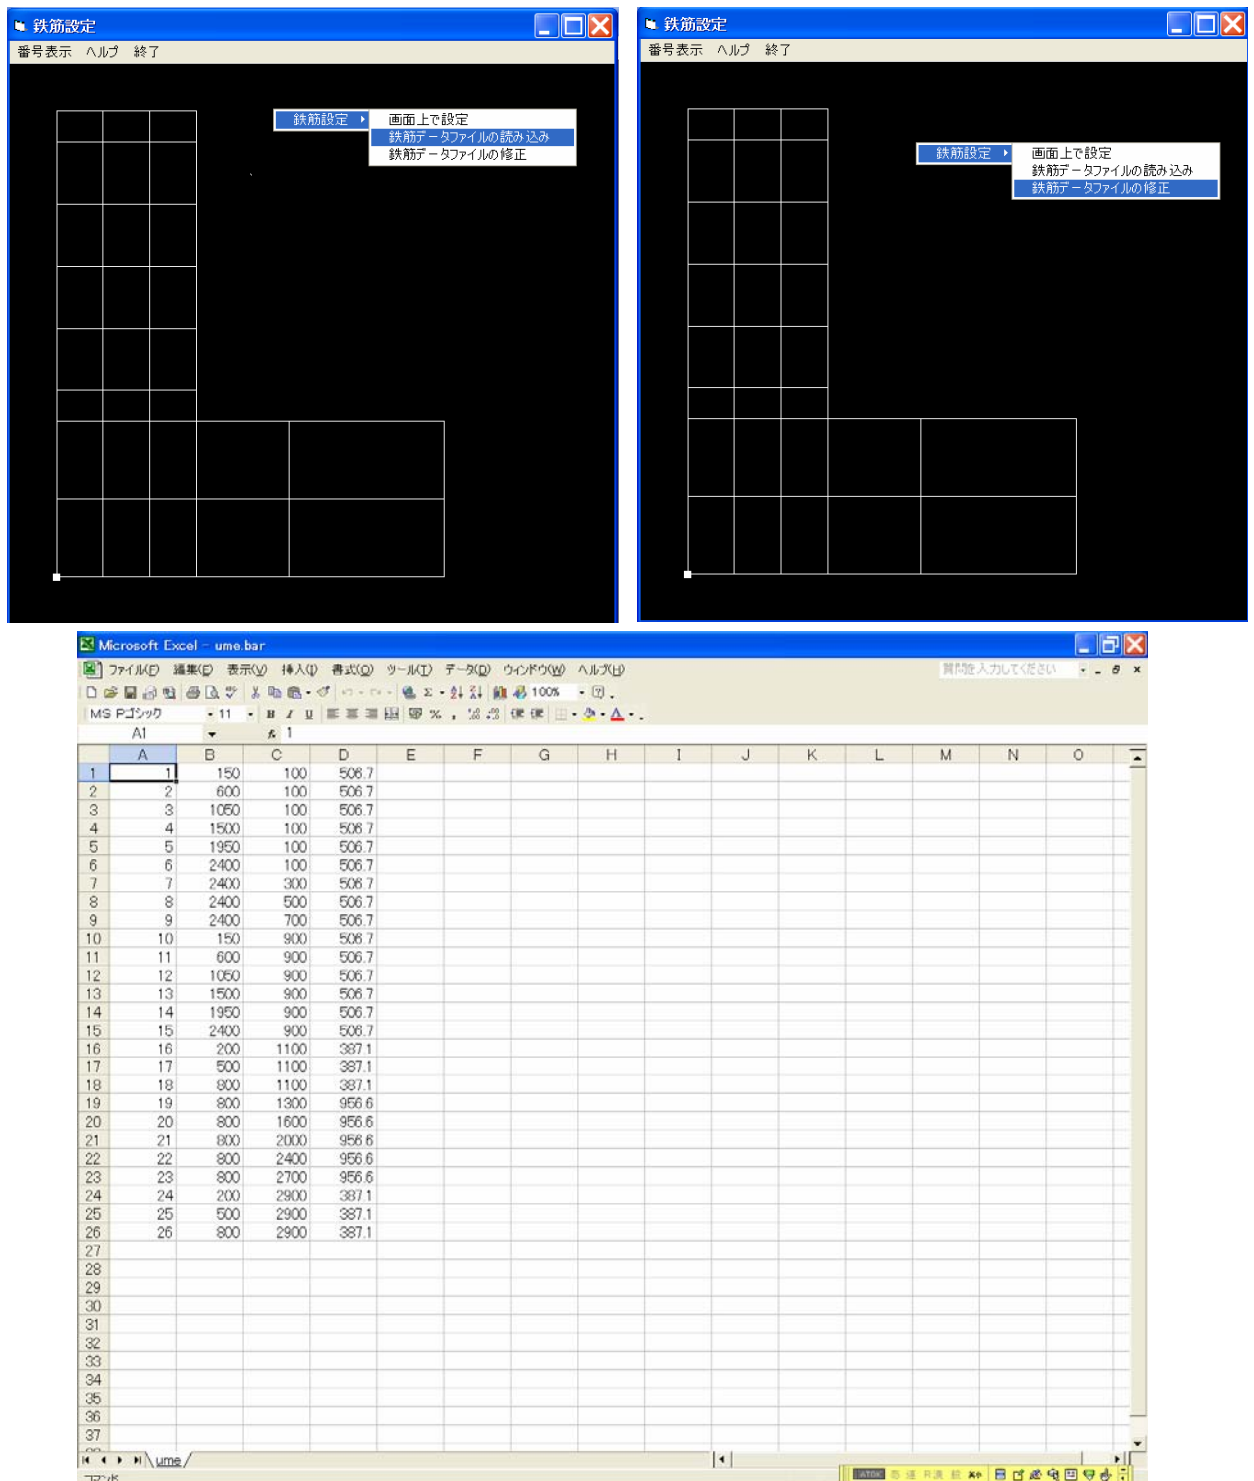 鉄筋設定
番号表示 ヘルプ 終了
鉄筋設定 画面上で設定
鉄筋データファイルの読み込み
鉄筋データファイルの修正
鉄筋設定
番号表示 ヘルプ 終了
鉄筋設定 画面上で設定
鉄筋データファイルの読み込み
鉄筋データファイルの修正
Microsoft Excel - ume.bar
ファイル(F) 編集(E) 表示(V) 挿入(I) 書式(O) ツール(T) データ(D) ウィンドウ(W) ヘルプ(H) 質問を入力してください
100%
MS Pゴシック 11 B I U
A1 fx 1
A B C D E F G H I J K L M N O
1 1 150 100 506.7
2 2 600 100 506.7
3 3 1050 100 506.7
4 4 1500 100 506.7
5 5 1950 100 506.7
6 6 2400 100 506.7
7 7 2400 300 506.7
8 8 2400 500 506.7
9 9 2400 700 506.7
10 10 150 900 506.7
11 11 600 900 506.7
12 12 1050 900 506.7
13 13 1500 900 506.7
14 14 1950 900 506.7
15 15 2400 900 506.7
16 16 200 1100 387.1
17 17 500 1100 387.1
18 18 800 1100 387.1
19 19 800 1300 956.6
20 20 800 1600 956.6
21 21 800 2000 956.6
22 22 800 2400 956.6
23 23 800 2700 956.6
24 24 200 2900 387.1
25 25 500 2900 387.1
26 26 800 2900 387.1
27
28
29
30
31
32
33
34
35
36
37
ume
コマンド